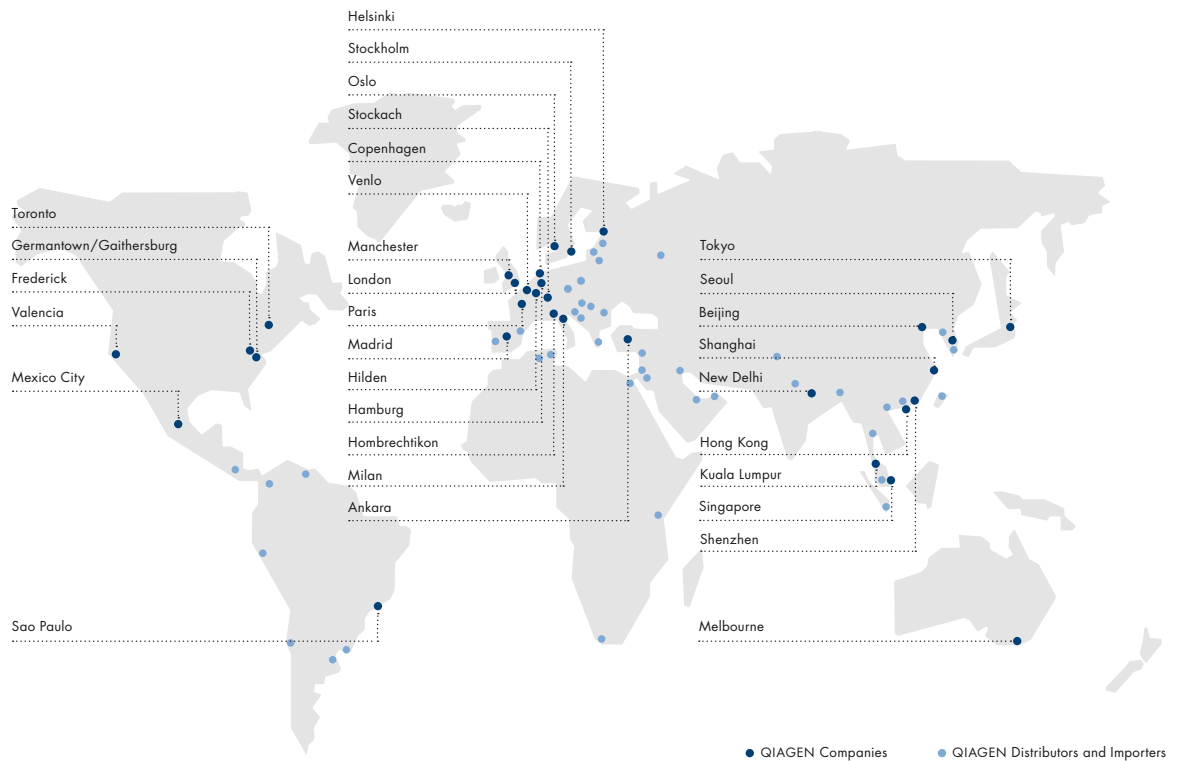 Helsinki
Stockholm
Oslo
Stockach
Copenhagen
Venlo
Toronto
Germantown/Gaithersburg
Frederick
Valencia
Mexico City
Manchester
London
Paris
Madrid
Hilden
Hamburg
Hombrechtikon
Milan
Ankara
Tokyo
Seoul
Beijing
Shanghai
New Delhi
Hong Kong
Kuala Lumpur
Singapore
Shenzhen
Sao Paulo
Melbourne
QIAGEN Companies
QIAGEN Distributors and Importers